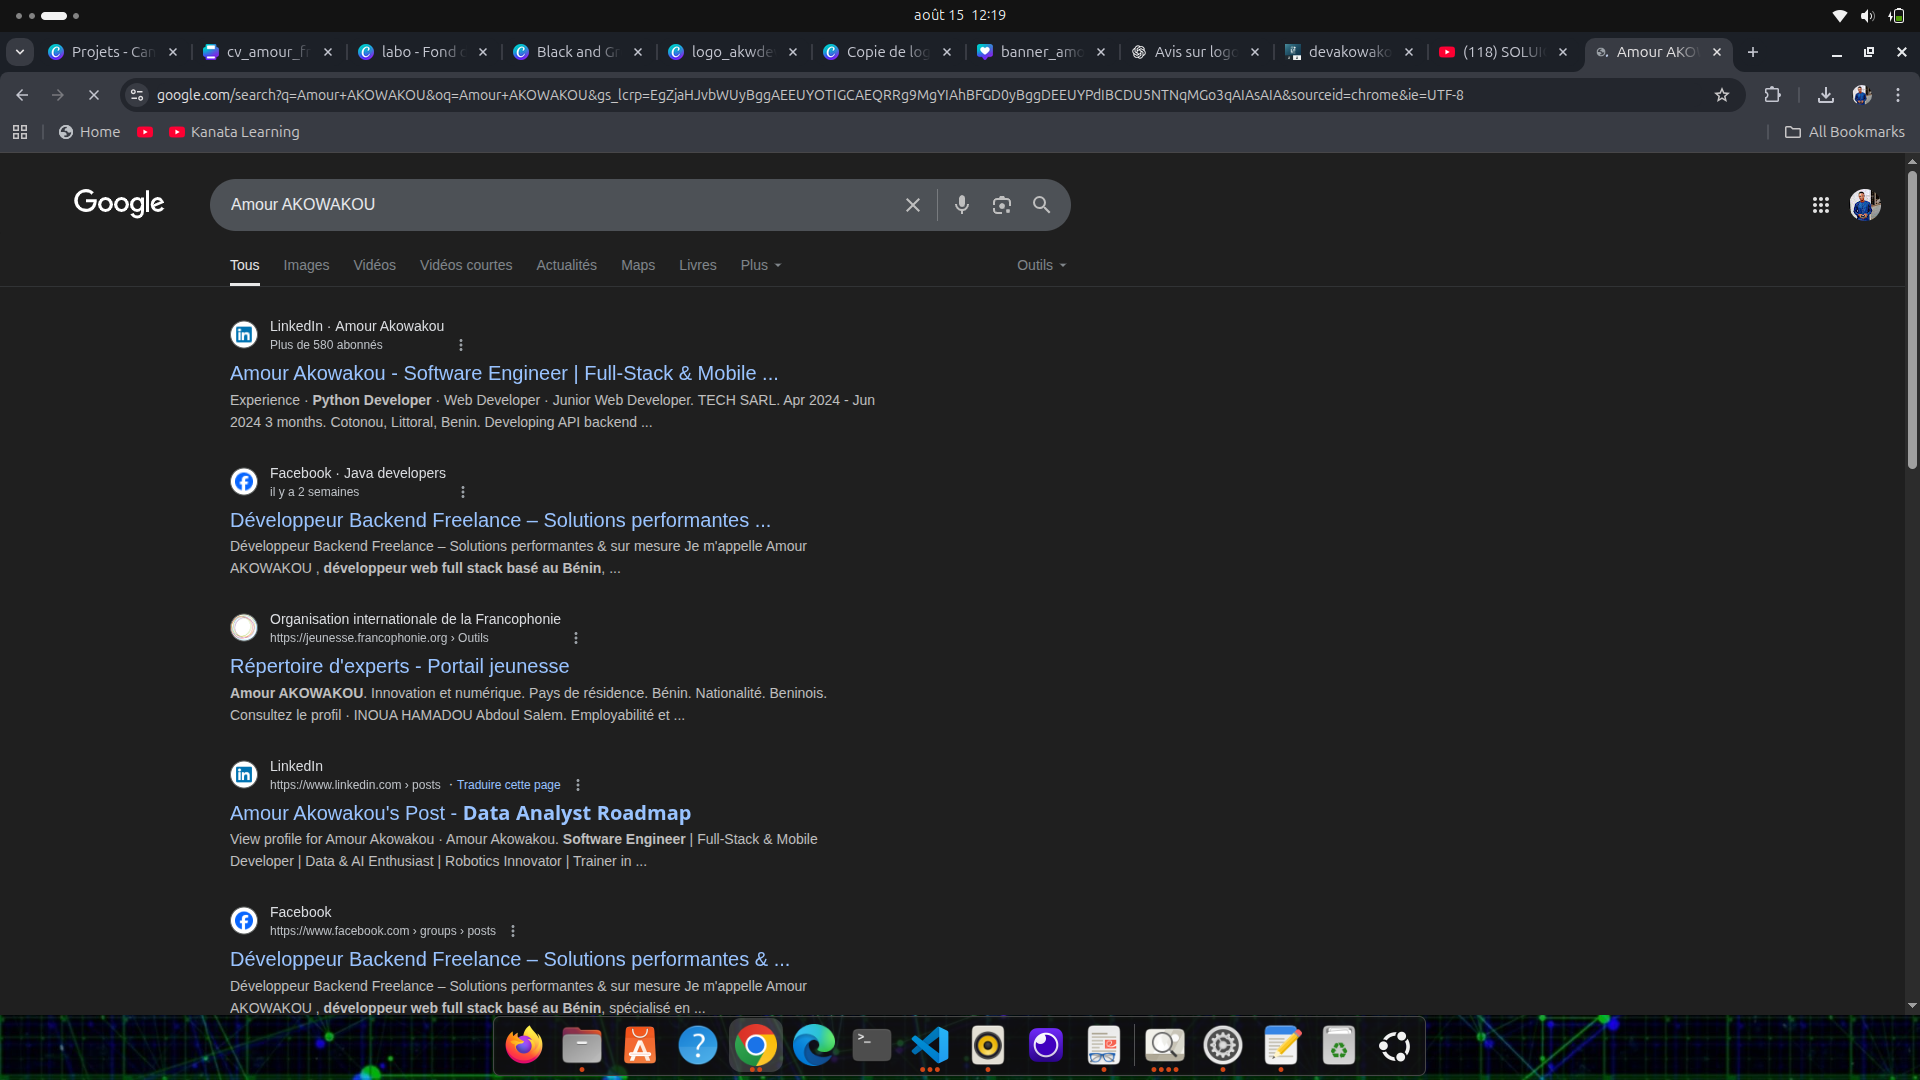 août 15 12:19
Projets - Can
cv_amour_fr
labo - Fond d
Black and Gr
logo_akwdev
Copie de log
banner_amo
Avis sur logo
devakowako
(118) SOLUT
Amour AKOW
google.com/search?q=Amour+AKOWAKOU&oq=Amour+AKOWAKOU&gs_lcrp=EgZjaHJvbWUyBggAEEUYOTIGCAEQRRg9MgYIAhBFGD0yBggDEEUYPdIBCDU5NTNqMGo3qAIAsAIA&sourceid=chrome&ie=UTF-8
Home
Kanata Learning
All Bookmarks
Google
Amour AKOWAKOU
Tous Images Vidéos Vidéos courtes Actualités Maps Livres Plus Outils
LinkedIn · Amour Akowakou
Plus de 580 abonnés
Amour Akowakou - Software Engineer | Full-Stack & Mobile ...
Experience · Python Developer · Web Developer · Junior Web Developer. TECH SARL. Apr 2024 - Jun
2024 3 months. Cotonou, Littoral, Benin. Developing API backend ...
Facebook · Java developers
il y a 2 semaines
Développeur Backend Freelance – Solutions performantes ...
Développeur Backend Freelance – Solutions performantes & sur mesure Je m'appelle Amour
AKOWAKOU , développeur web full stack basé au Bénin, ...
Organisation internationale de la Francophonie
https://jeunesse.francophonie.org › Outils
Répertoire d'experts - Portail jeunesse
Amour AKOWAKOU. Innovation et numérique. Pays de résidence. Bénin. Nationalité. Beninois.
Consultez le profil · INOUA HAMADOU Abdoul Salem. Employabilité et ...
LinkedIn
https://www.linkedin.com › posts · Traduire cette page
Amour Akowakou's Post - Data Analyst Roadmap
View profile for Amour Akowakou · Amour Akowakou. Software Engineer | Full-Stack & Mobile
Developer | Data & AI Enthusiast | Robotics Innovator | Trainer in ...
Facebook
https://www.facebook.com › groups › posts
Développeur Backend Freelance – Solutions performantes & ...
Développeur Backend Freelance – Solutions performantes & sur mesure Je m'appelle Amour
AKOWAKOU , développeur web full stack basé au Bénin, spécialisé en ...